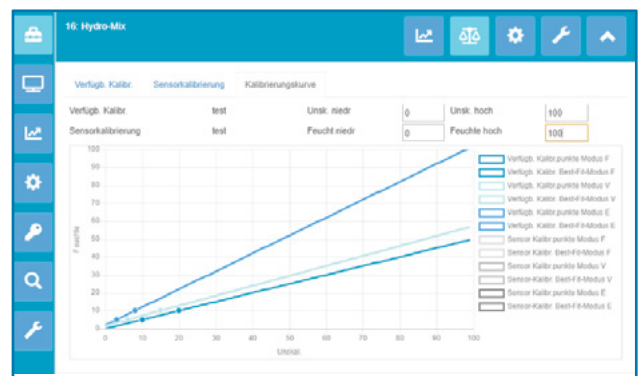 16: Hydro-Mix
Verfügb. Kalibr. Sensorkalibrierung Kalibrierungskurve
Verfügb. Kalibr. test Unsk. niedr 0 Unsk. hoch 100
Sensorkalibrierung test Feucht niedr 0 Feuchte hoch 100
100
90
80
70
60
50
40
30
20
10
0
Feuchte
0 10 20 30 40 50 60 70 80 90 100
Unskal.
Verfügb. Kalibr.punkte Modus F
Verfügb. Kalibr. Best-Fit-Modus F
Verfügb. Kalibr.punkte Modus V
Verfügb. Kalibr. Best-Fit-Modus V
Verfügb. Kalibr.punkte Modus E
Verfügb. Kalibr. Best-Fit-Modus E
Sensor Kalibr.punkte Modus F
Sensor Kalibr. Best-Fit-Modus F
Sensor Kalibr.punkte Modus V
Sensor Kalibr. Best-Fit-Modus V
Sensor Kalibr.punkte Modus E
Sensor-Kalibr. Best-Fit-Modus E